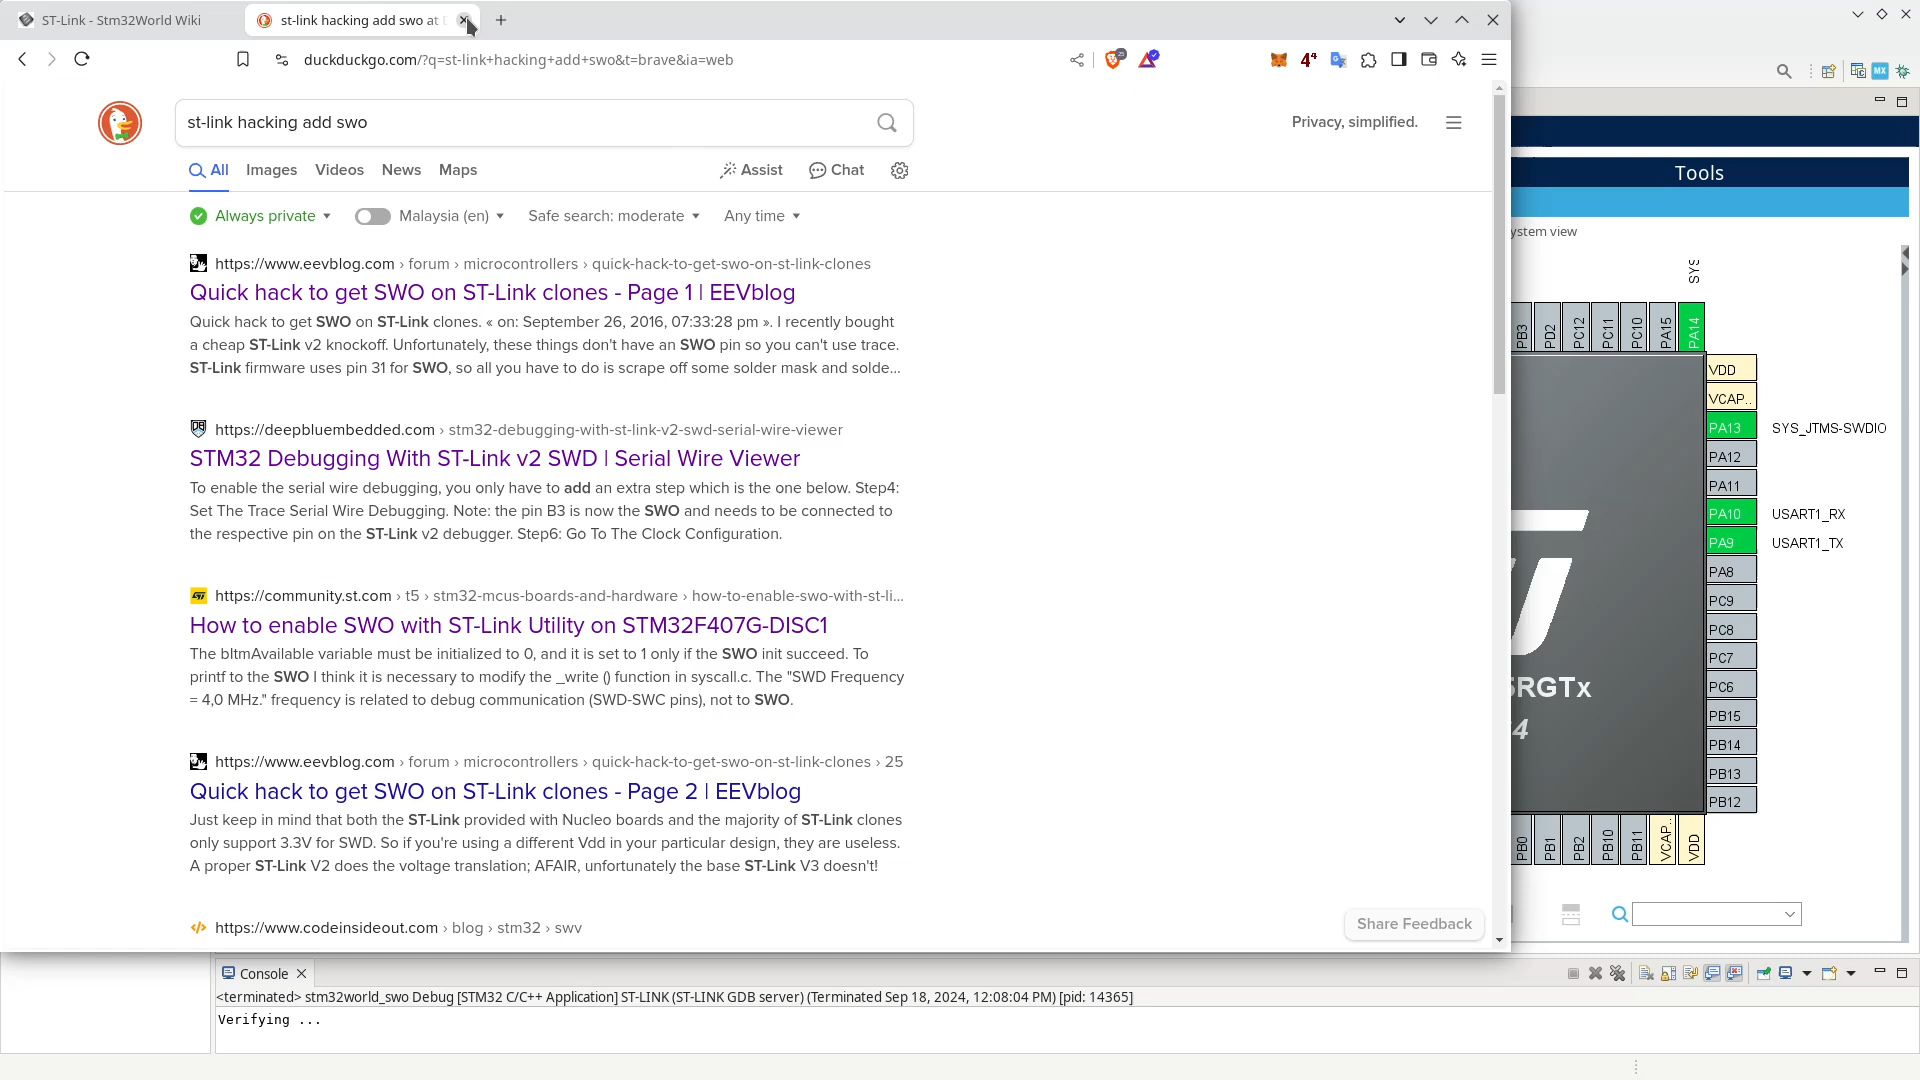 ST-Link - Stm32World Wiki
st-link hacking add swo at
duckduckgo.com/?q=st-link+hacking+add+swo&t=brave&ia=web
st-link hacking add swo
Privacy, simplified.
All
Images
Videos
News
Maps
Assist
Chat
Always private
Malaysia (en)
Safe search: moderate
Any time
https://www.eevblog.com › forum › microcontrollers › quick-hack-to-get-swo-on-st-link-clones
Quick hack to get SWO on ST-Link clones - Page 1 | EEVblog
Quick hack to get SWO on ST-Link clones. « on: September 26, 2016, 07:33:28 pm ». I recently bought
a cheap ST-Link v2 knockoff. Unfortunately, these things don't have an SWO pin so you can't use trace.
ST-Link firmware uses pin 31 for SWO, so all you have to do is scrape off some solder mask and solde...
https://deepbluembedded.com › stm32-debugging-with-st-link-v2-swd-serial-wire-viewer
STM32 Debugging With ST-Link v2 SWD | Serial Wire Viewer
To enable the serial wire debugging, you only have to add an extra step which is the one below. Step4:
Set The Trace Serial Wire Debugging. Note: the pin B3 is now the SWO and needs to be connected to
the respective pin on the ST-Link v2 debugger. Step6: Go To The Clock Configuration.
https://community.st.com › t5 › stm32-mcus-boards-and-hardware › how-to-enable-swo-with-st-li...
How to enable SWO with ST-Link Utility on STM32F407G-DISC1
The bItmAvailable variable must be initialized to 0, and it is set to 1 only if the SWO init succeed. To
printf to the SWO I think it is necessary to modify the _write () function in syscall.c. The "SWD Frequency
= 4,0 MHz." frequency is related to debug communication (SWD-SWC pins), not to SWO.
https://www.eevblog.com › forum › microcontrollers › quick-hack-to-get-swo-on-st-link-clones › 25
Quick hack to get SWO on ST-Link clones - Page 2 | EEVblog
Just keep in mind that both the ST-Link provided with Nucleo boards and the majority of ST-Link clones
only support 3.3V for SWD. So if you're using a different Vdd in your particular design, they are useless.
A proper ST-Link V2 does the voltage translation; AFAIR, unfortunately the base ST-Link V3 doesn't!
https://www.codeinsideout.com › blog › stm32 › swv
Share Feedback
MX
Tools
ystem view
SYS
PB3
PD2
PC12
PC11
PC10
PA15
PA14
VDD
VCAP..
PA13 SYS_JTMS-SWDIO
PA12
PA11
PA10 USART1_RX
PA9 USART1_TX
PA8
PC9
PC8
PC7
PC6
PB15
PB14
PB13
PB12
RGTx
4
PB0
PB1
PB2
PB10
PB11
VCAP..
VDD
Console
<terminated> stm32world_swo Debug [STM32 C/C++ Application] ST-LINK (ST-LINK GDB server) (Terminated Sep 18, 2024, 12:08:04 PM) [pid: 14365]
Verifying ...